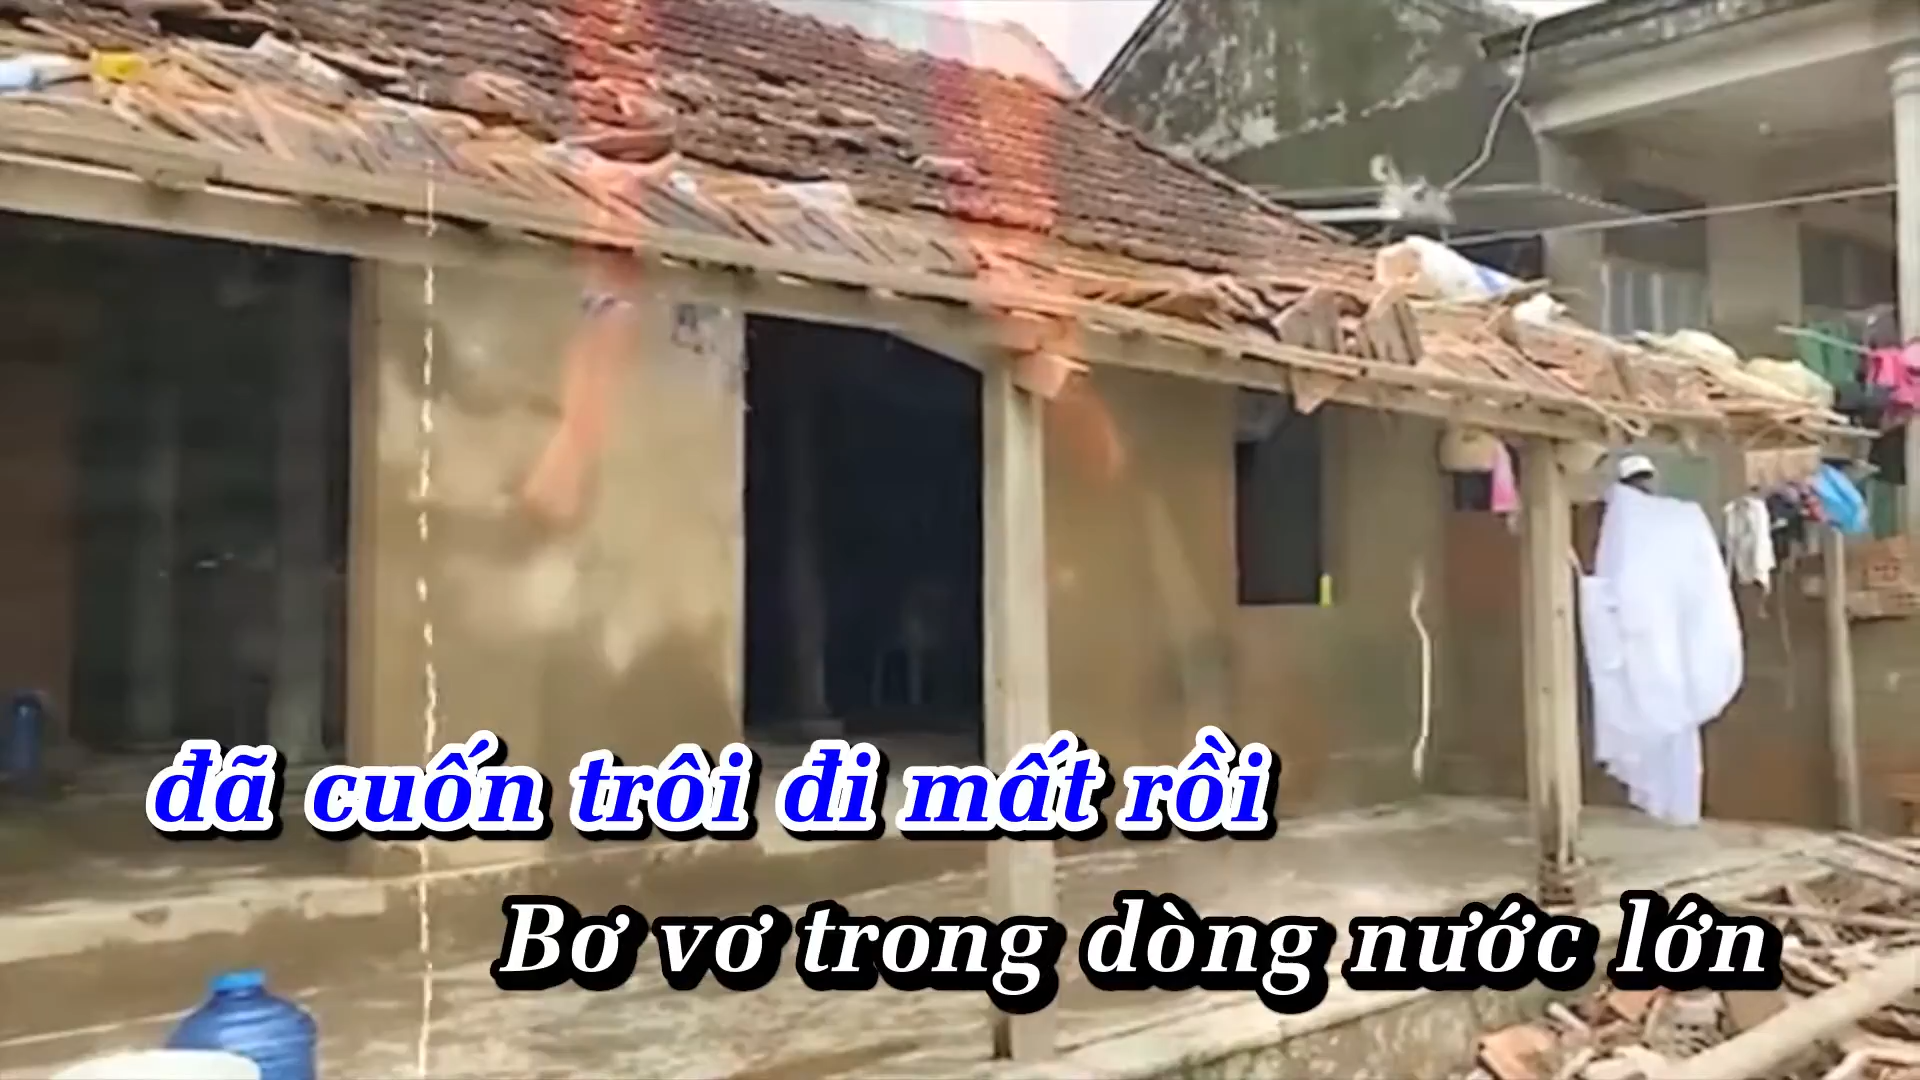 đã cuốn trôi đi mất rồi
Bơ vơ trong dòng nước lớn